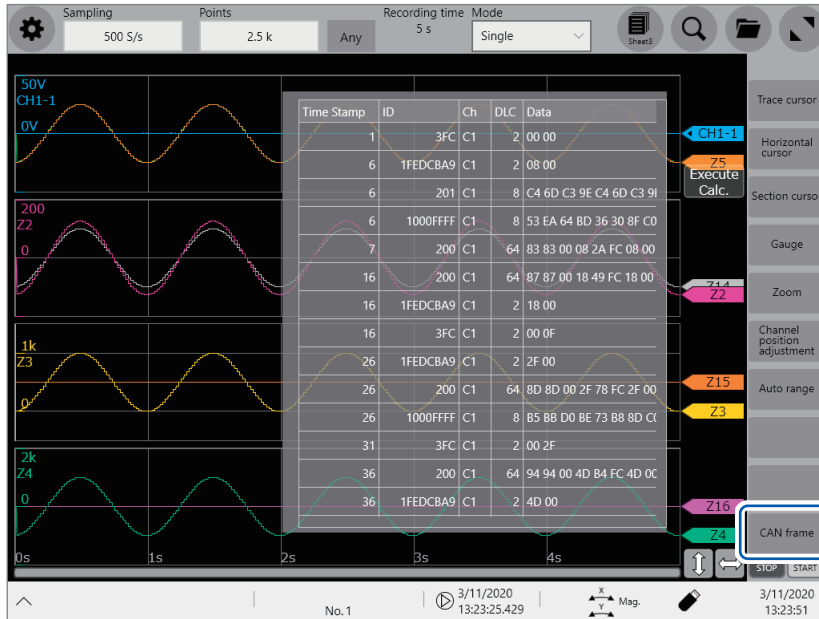 Sampling
Points
Recording time
Mode
500 S/s
2.5 k
Any
5 s
Single
Sheet3
50V
CH1-1
0V
200
Z2
0
1k
Z3
0
2k
Z4
0
0s
1s
2s
3s
4s
Time Stamp ID Ch DLC Data
1 3FC C1 2 00 00
6 1FEDCBA9 C1 2 08 00
6 201 C1 8 C4 6D C3 9E C4 6D C3 9
6 1000FFFF C1 8 53 EA 64 BD 36 30 8F C0
7 200 C1 64 83 83 00 08 2A FC 08 00
16 200 C1 64 87 87 00 18 49 FC 18 00
16 1FEDCBA9 C1 2 18 00
16 3FC C1 2 00 0F
26 1FEDCBA9 C1 2 2F 00
26 200 C1 64 8D 8D 00 2F 78 FC 2F 00
26 1000FFFF C1 8 B5 BB D0 BE 73 B8 8D C
31 3FC C1 2 00 2F
36 200 C1 64 94 94 00 4D B4 FC 4D 0
36 1FEDCBA9 C1 2 4D 00
CH1-1
Z5
Execute
Calc.
Z14
Z2
Z15
Z3
Z16
Z4
Trace cursor
Horizontal
cursor
Section curso
Gauge
Zoom
Channel
position
adjustment
Auto range
CAN frame
STOP
START
No. 1
3/11/2020
13:23:25.429
X
Y
Mag.
3/11/2020
13:23:51